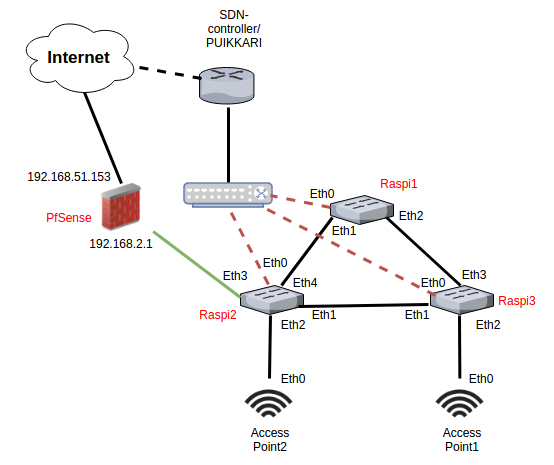 SDN-
controller/
PUIKKARI
Internet
192.168.51.153
PfSense
192.168.2.1
Raspi1
Eth0
Eth1
Eth2
Eth0
Eth3
Eth4
Raspi2
Eth1
Eth2
Eth0
Eth3
Raspi3
Eth1
Eth2
Eth0
Eth0
Access
Point2
Access
Point1